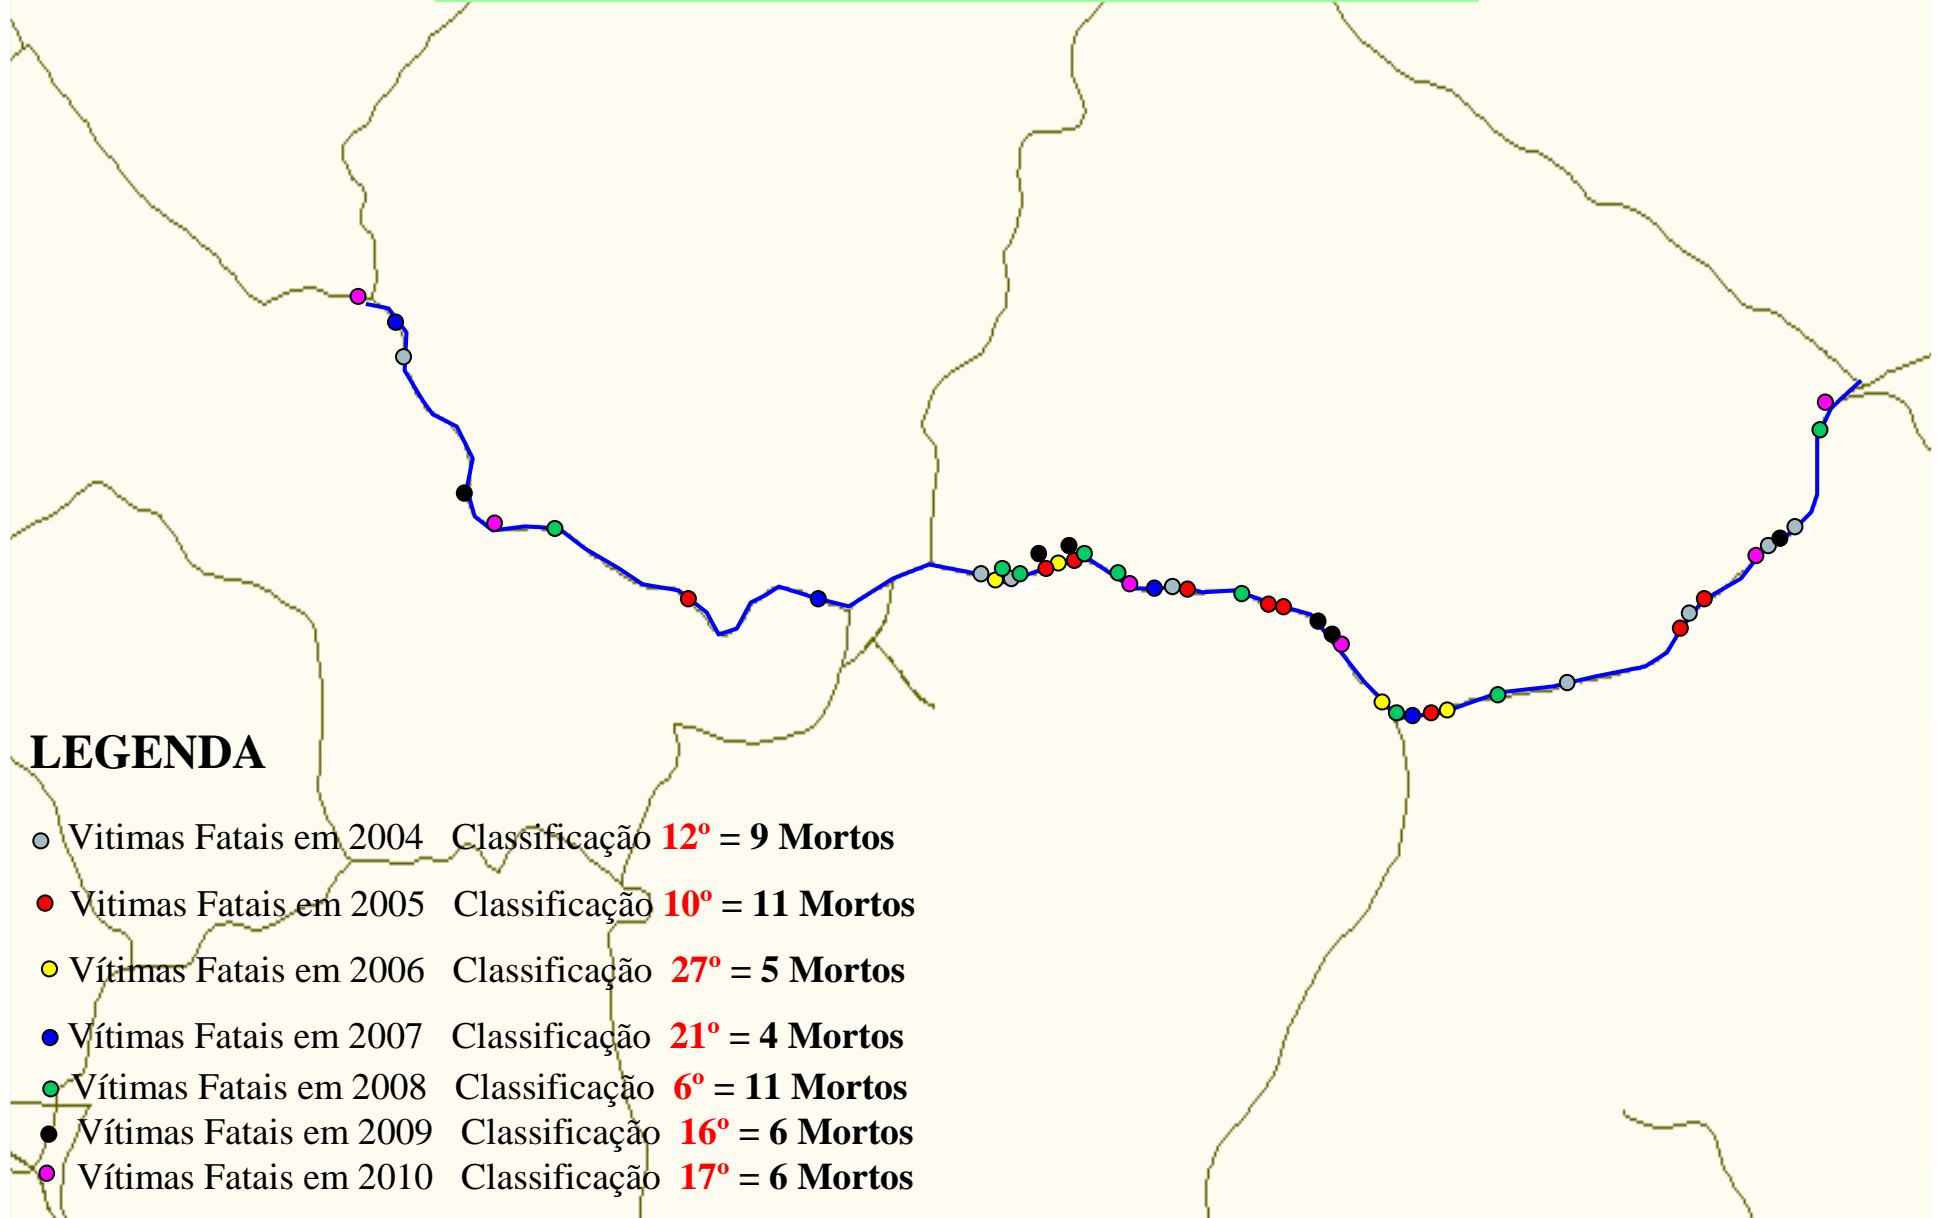 LEGENDA
Vitimas Fatais em 2004 Classificação 12º = 9 Mortos
Vitimas Fatais em 2005 Classificação 10º = 11 Mortos
Vítimas Fatais em 2006 Classificação 27º = 5 Mortos
Vítimas Fatais em 2007 Classificação 21º = 4 Mortos
Vítimas Fatais em 2008 Classificação 6º = 11 Mortos
Vítimas Fatais em 2009 Classificação 16º = 6 Mortos
Vítimas Fatais em 2010 Classificação 17º = 6 Mortos